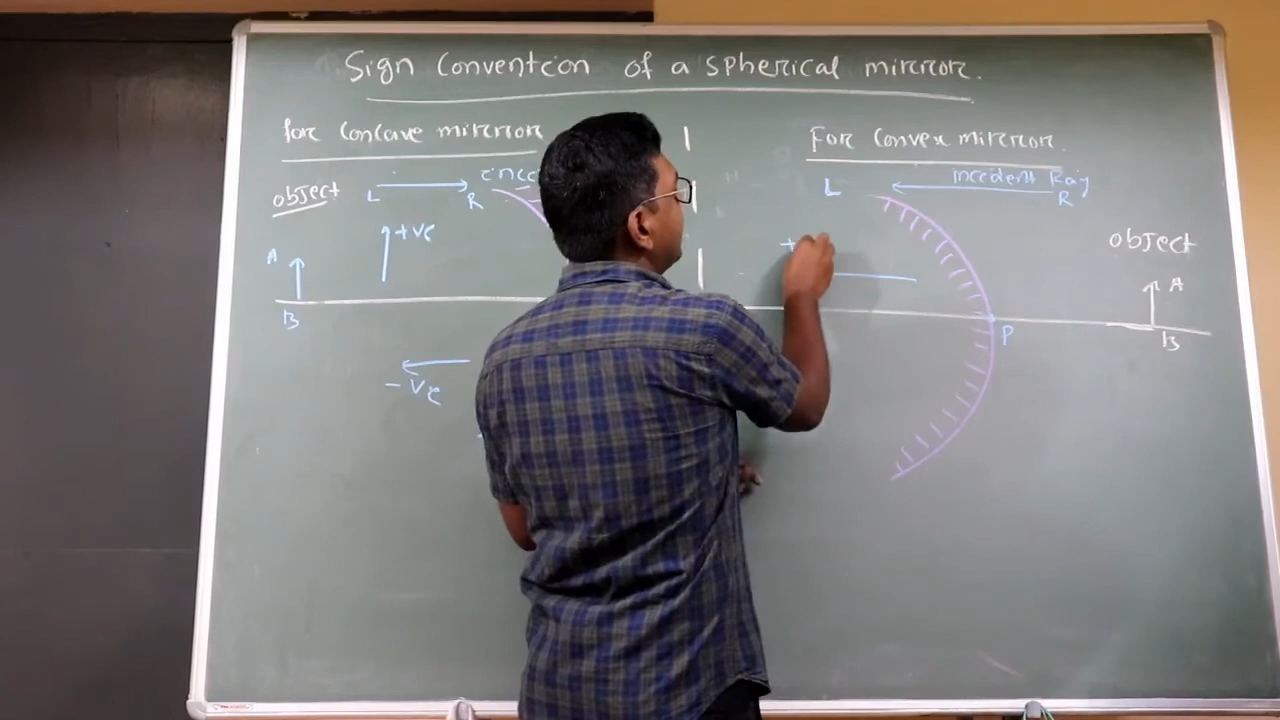 Sign Convention of a spherical mirror.
for Concave mirror
For Convex mirror.
object
L
R
incident Ray
L
R
+ve
A
B
-ve
+
object
A
B
P